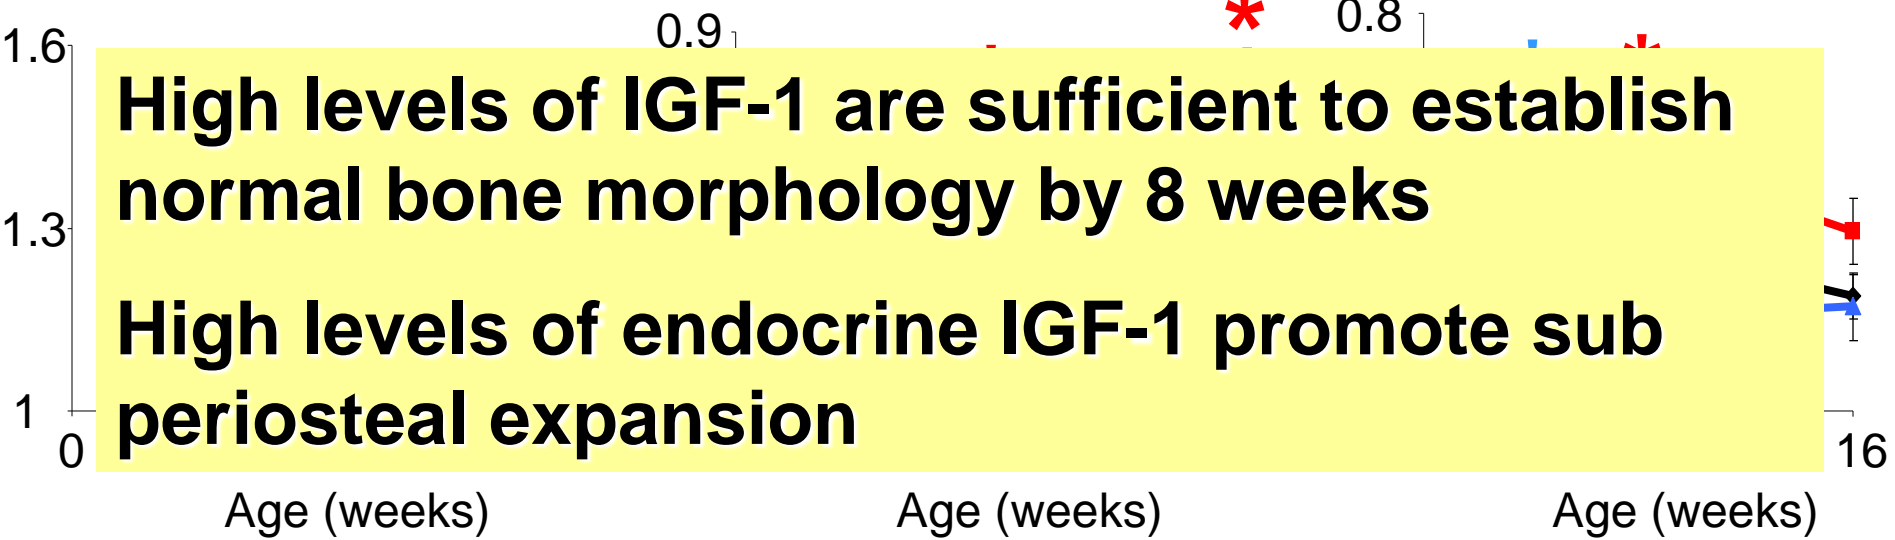 0.9
0.8
1.6
High levels of IGF-1 are sufficient to establish
normal bone morphology by 8 weeks
1.3
High levels of endocrine IGF-1 promote sub
periosteal expansion
1
0
16
Age (weeks)
Age (weeks)
Age (weeks)